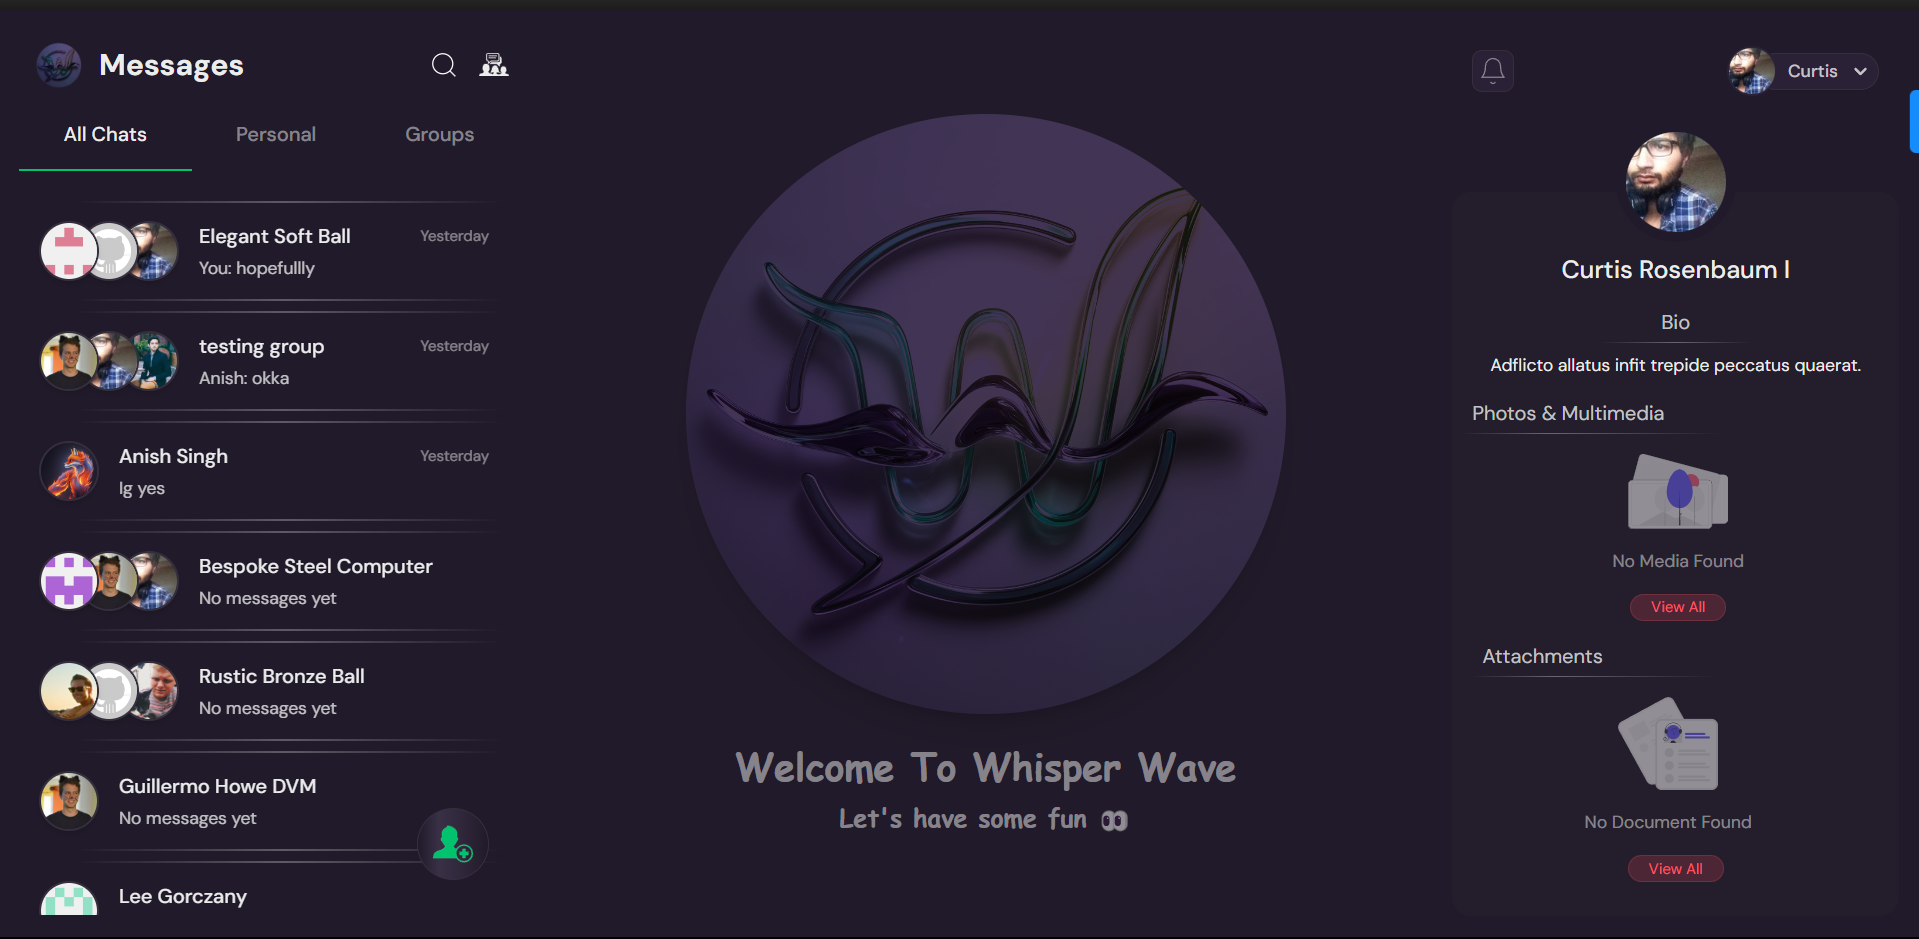 Messages
All Chats
Personal
Groups
Elegant Soft Ball
Yesterday
You: hopefullly
testing group
Yesterday
Anish: okka
Anish Singh
Yesterday
Ig yes
Bespoke Steel Computer
No messages yet
Rustic Bronze Ball
No messages yet
Guillermo Howe DVM
No messages yet
Lee Gorczany
Welcome To Whisper Wave
Let's have some fun 👀
Curtis
Curtis Rosenbaum I
Bio
Adflicto allatus infit trepide peccatus quaerat.
Photos & Multimedia
No Media Found
View All
Attachments
No Document Found
View All